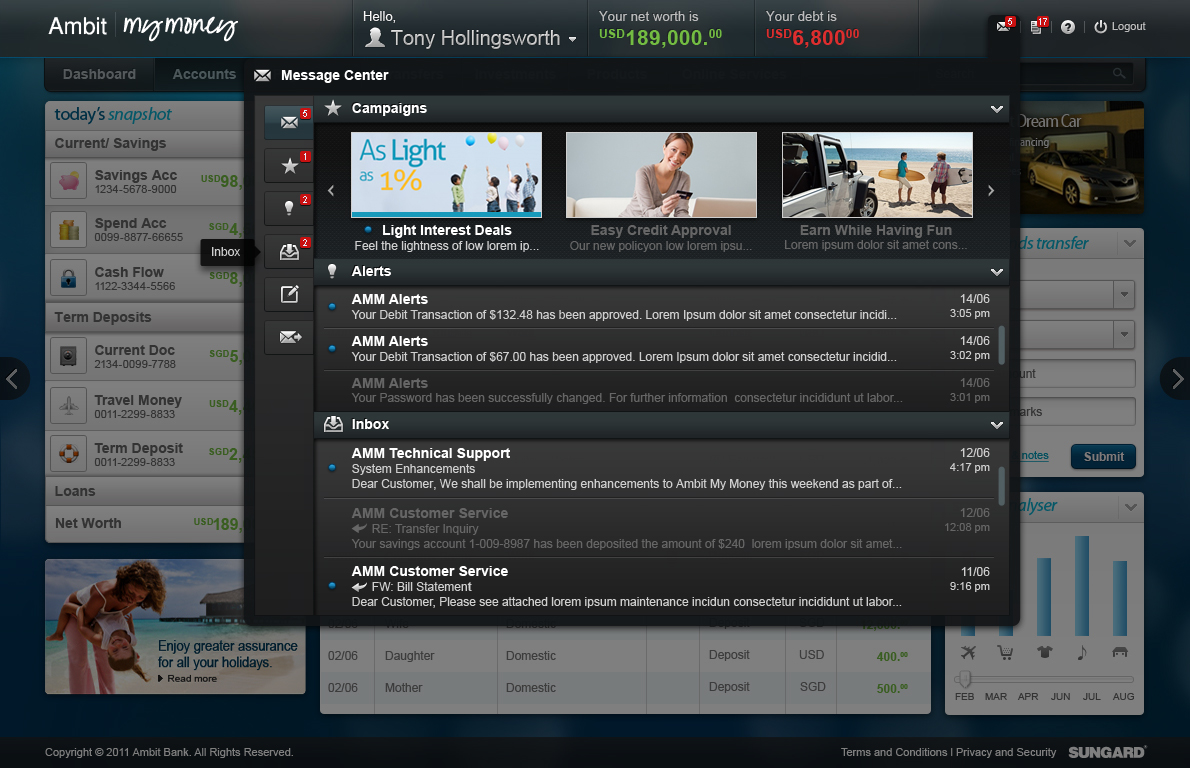 Ambit my money
Hello,
Tony Hollingsworth
Your net worth is
USD189,000.00
Your debt is
USD6,800.00
5
17
?
Logout
Dashboard
Accounts
Message Center
today's snapshot
Current/ Savings
Savings Acc
1234-5678-9000
USD98,
Spend Acc
0099-8877-66655
SGD4,
Cash Flow
1122-3344-5566
SGD8,
Term Deposits
Current Doc
2134-0099-7788
SGD5,
Travel Money
0011-2299-8833
USD4,
Term Deposit
0011-2299-8833
SGD2,
Loans
Net Worth
USD189,
5
1
2
2
Inbox
Campaigns
As Light
as 1%
Light Interest Deals
Feel the lightness of low lorem ip...
Easy Credit Approval
Our new policyon low lorem ipsu...
Earn While Having Fun
Lorem ipsum dolor sit ame cons...
Alerts
AMM Alerts
14/06
Your Debit Transaction of $132.48 has been approved. Lorem Ipsum dolor sit amet consectetur incidi...
3:05 pm
AMM Alerts
14/06
Your Debit Transaction of $67.00 has been approved. Lorem Ipsum dolor sit amet consectetur incidid...
3:02 pm
AMM Alerts
14/06
Your Password has been successfully changed. For further information consectetur incididunt ut labor...
3:01 pm
Inbox
AMM Technical Support
12/06
System Enhancements
4:17 pm
Dear Customer, We shall be implementing enhancements to Ambit My Money this weekend as part of...
AMM Customer Service
12/06
RE: Transfer Inquiry
12:08 pm
Your savings account 1-009-8987 has been deposited the amount of $240 lorem ipsum dolor sit amet...
AMM Customer Service
11/06
FW: Bill Statement
9:16 pm
Dear Customer, Please see attached lorem ipsum maintenance incidun consectetur incididunt ut labor...
Dream Car
ancing
ds transfer
unt
arks
notes
Submit
alyser
FEB MAR APR JUN JUL AUG
Enjoy greater assurance
for all your holidays.
Read more
02/06 Daughter Domestic Deposit USD 400.00
02/06 Mother Domestic Deposit SGD 500.00
Copyright © 2011 Ambit Bank. All Rights Reserved.
Terms and Conditions I Privacy and Security
SUNGARD